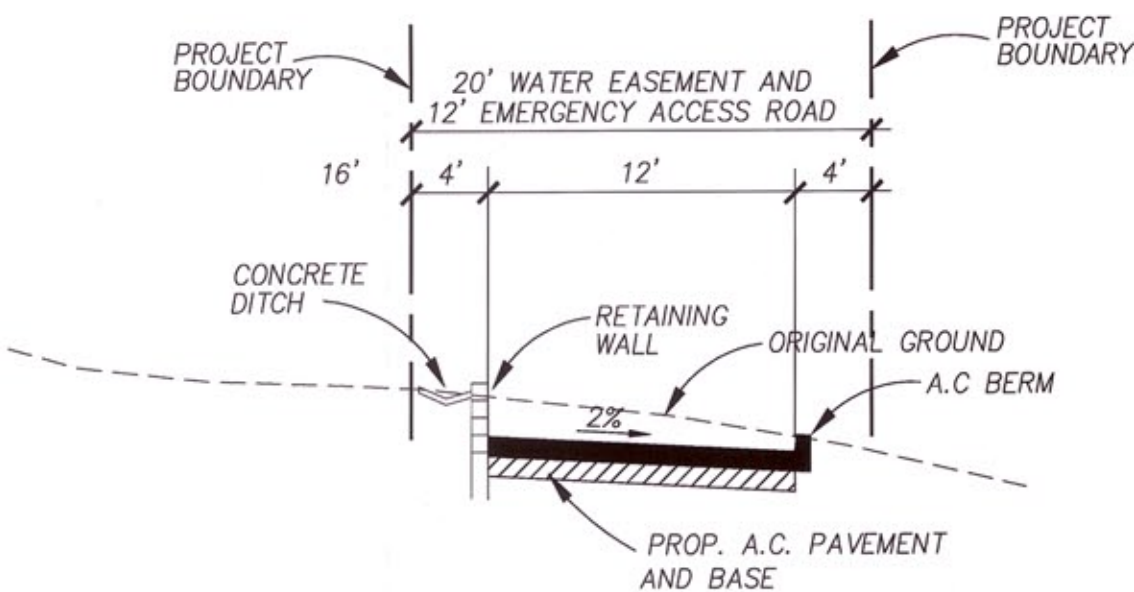 PROJECT
BOUNDARY
PROJECT
BOUNDARY
20' WATER EASEMENT AND
12' EMERGENCY ACCESS ROAD
16'
4'
12'
4'
CONCRETE
DITCH
RETAINING
WALL
ORIGINAL GROUND
A.C BERM
2%
PROP. A.C. PAVEMENT
AND BASE